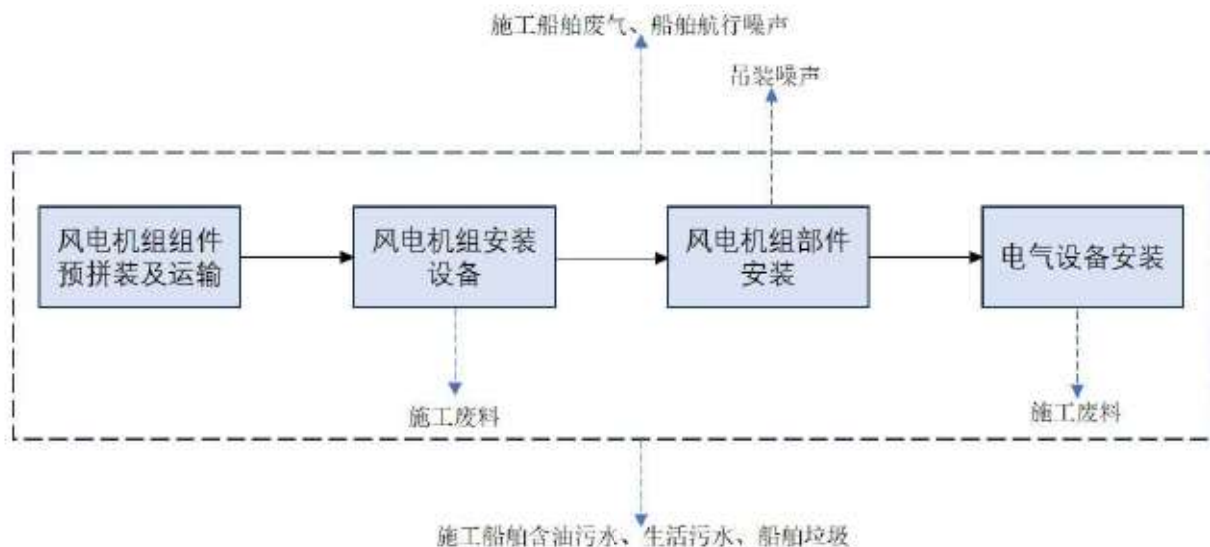 施工船舶废气、船舶航行噪声
吊装噪声
风电机组组件
预拼装及运输
风电机组安装
设备
风电机组部件
安装
电气设备安装
施工废料
施工废料
施工船舶含油污水、生活污水、船舶垃圾